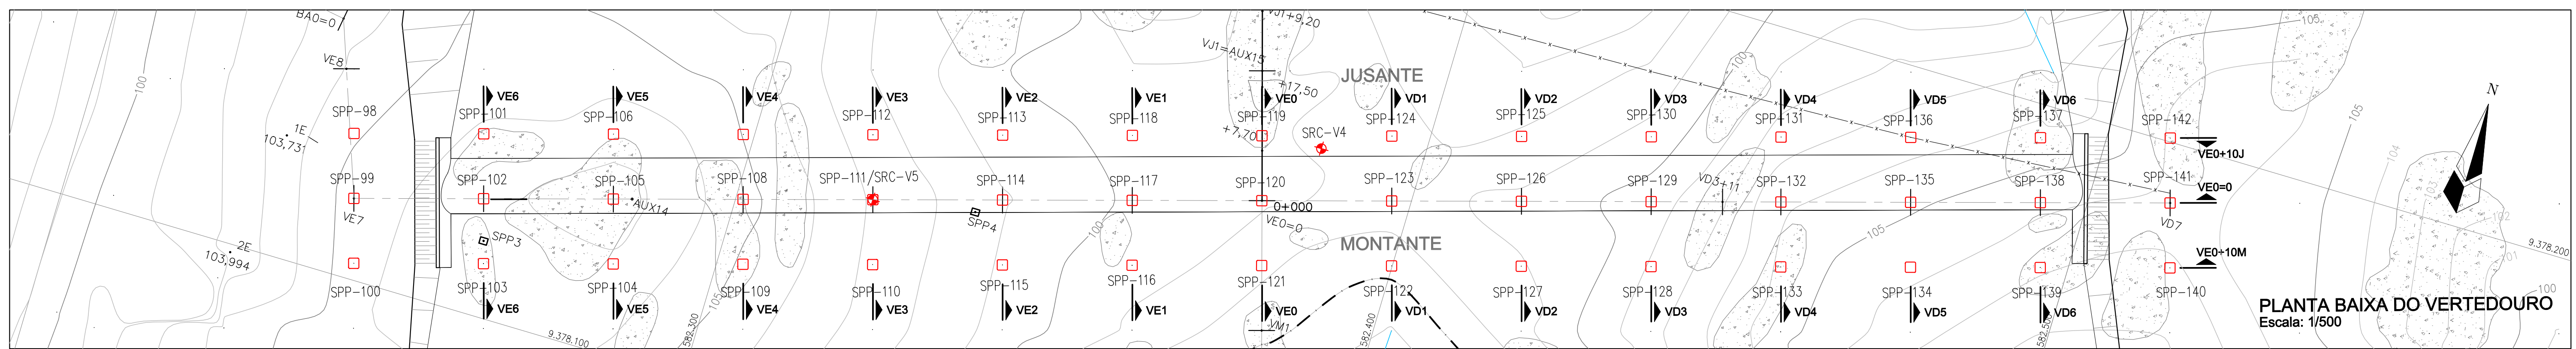 BA0=0
VJ1+9,20
105
105
VE8
VJ1=AUX15
JUSANTE
100
100
+17,50
N
VE6
VE5
VE4
VE3
VE2
VE1
VE0
VD1
VD2
VD3
VD4
VD5
VD6
SPP-98
SPP-101
SPP-106
SPP-112
SPP-113
SPP-118
SPP-119
SPP-124
SPP-125
SPP-130
SPP-131
SPP-136
SPP-137
SPP-142
1E
103,731
+7,70
SRC-V4
VE0+10J
104
SPP-99
SPP-102
SPP-105
SPP-108
SPP-111/SRC-V5
SPP-114
SPP-117
SPP-120
SPP-123
SPP-126
SPP-129
VD3+11
SPP-132
SPP-135
SPP-138
SPP-141
VE0=0
VE7
AUX14
SPP4
0+000
VE0=0
VD7
102
SPP3
100
105
2E
103,994
MONTANTE
9.378.200
VE0+10M
101
SPP-100
SPP-103
SPP-104
SPP-109
SPP-110
SPP-115
SPP-116
SPP-121
SPP-122
SPP-127
SPP-128
SPP-133
SPP-134
SPP-139
SPP-140
100
105
VE6
VE5
VE4
VE3
VE2
VE1
VE0
VD1
VD2
VD3
VD4
VD5
VD6
VM1
9.378.100
582.300
582.400
PLANTA BAIXA DO VERTEDOURO
Escala: 1/500